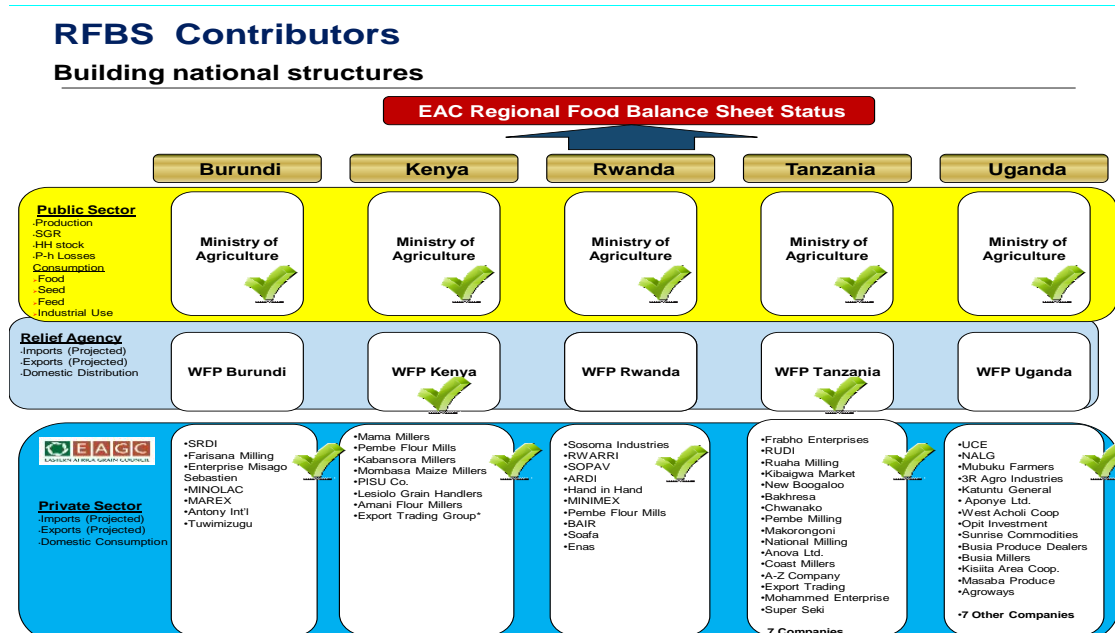 RFBS Contributors
Building national structures
EAC Regional Food Balance Sheet Status
Burundi
Kenya
Rwanda
Tanzania
Uganda
Public Sector
-Production
-SGR
-HH stock
-P-h Losses
Consumption
Food
Seed
Feed
Industrial Use
Ministry of
Agriculture
Ministry of
Agriculture
Ministry of
Agriculture
Ministry of
Agriculture
Ministry of
Agriculture
Relief Agency
-Imports (Projected)
-Exports (Projected)
-Domestic Distribution
WFP Burundi
WFP Kenya
WFP Rwanda
WFP Tanzania
WFP Uganda
EAGC
EASTERN AFRICA GRAIN COUNCIL
Private Sector
-Imports (Projected)
-Exports (Projected)
-Domestic Consumption
•SRDI
•Farisana Milling
•Enterprise Misago
Sebastien
•MINOLAC
•MAREX
•Antony Int'l
•Tuwimizugu
•Mama Millers
•Pembe Flour Mills
•Kabansora Millers
•Mombasa Maize Millers
•PISU Co.
•Lesiolo Grain Handlers
•Amani Flour Millers
•Export Trading Group*
•Sosoma Industries
•RWARRI
•SOPAV
•ARDI
•Hand in Hand
•MINIMEX
•Pembe Flour Mills
•BAIR
•Soafa
•Enas
•Frabho Enterprises
•RUDI
•Ruaha Milling
•Kibaigwa Market
•New Boogaloo
•Bakhresa
•Chwanako
•Pembe Milling
•Makorongoni
•National Milling
•Anova Ltd.
•Coast Millers
•A-Z Company
•Export Trading
•Mohammed Enterprise
•Super Seki
7 Companies
•UCE
•NALG
•Mubuku Farmers
•3R Agro Industries
•Katuntu General
• Aponye Ltd.
•West Acholi Coop
•Opit Investment
•Sunrise Commodities
•Busia Produce Dealers
•Busia Millers
•Kisiita Area Coop.
•Masaba Produce
•Agroways
•7 Other Companies